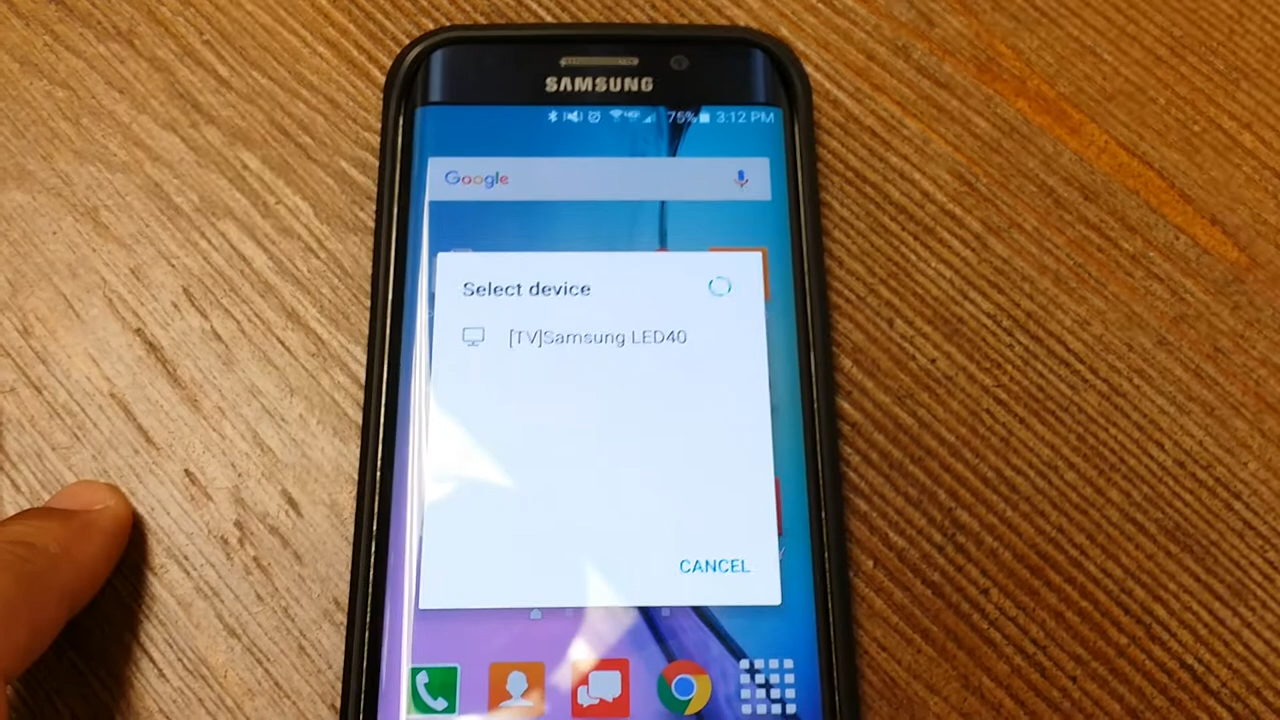 SAMSUNG
75% 3:12 PM
Google
Select device
[TV]Samsung LED40
CANCEL